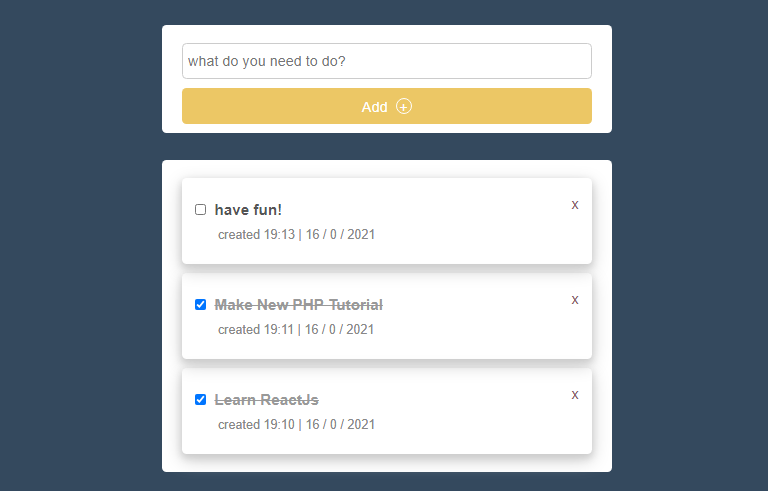 what do you need to do?
Add
have fun!
x
created 19:13 | 16 / 0 / 2021
Make New PHP Tutorial
x
created 19:11 | 16 / 0 / 2021
Learn ReactJs
x
created 19:10 | 16 / 0 / 2021